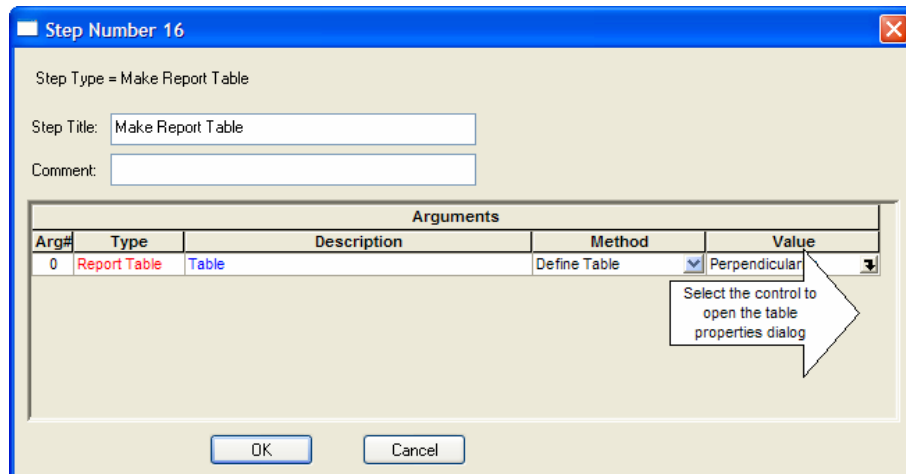 Step Number 16
Step Type = Make Report Table
Step Title: Make Report Table
Comment:
Arguments
Arg# Type Description Method Value
0 Report Table Table Define Table Perpendicular
Select the control to
open the table
properties dialog
OK Cancel